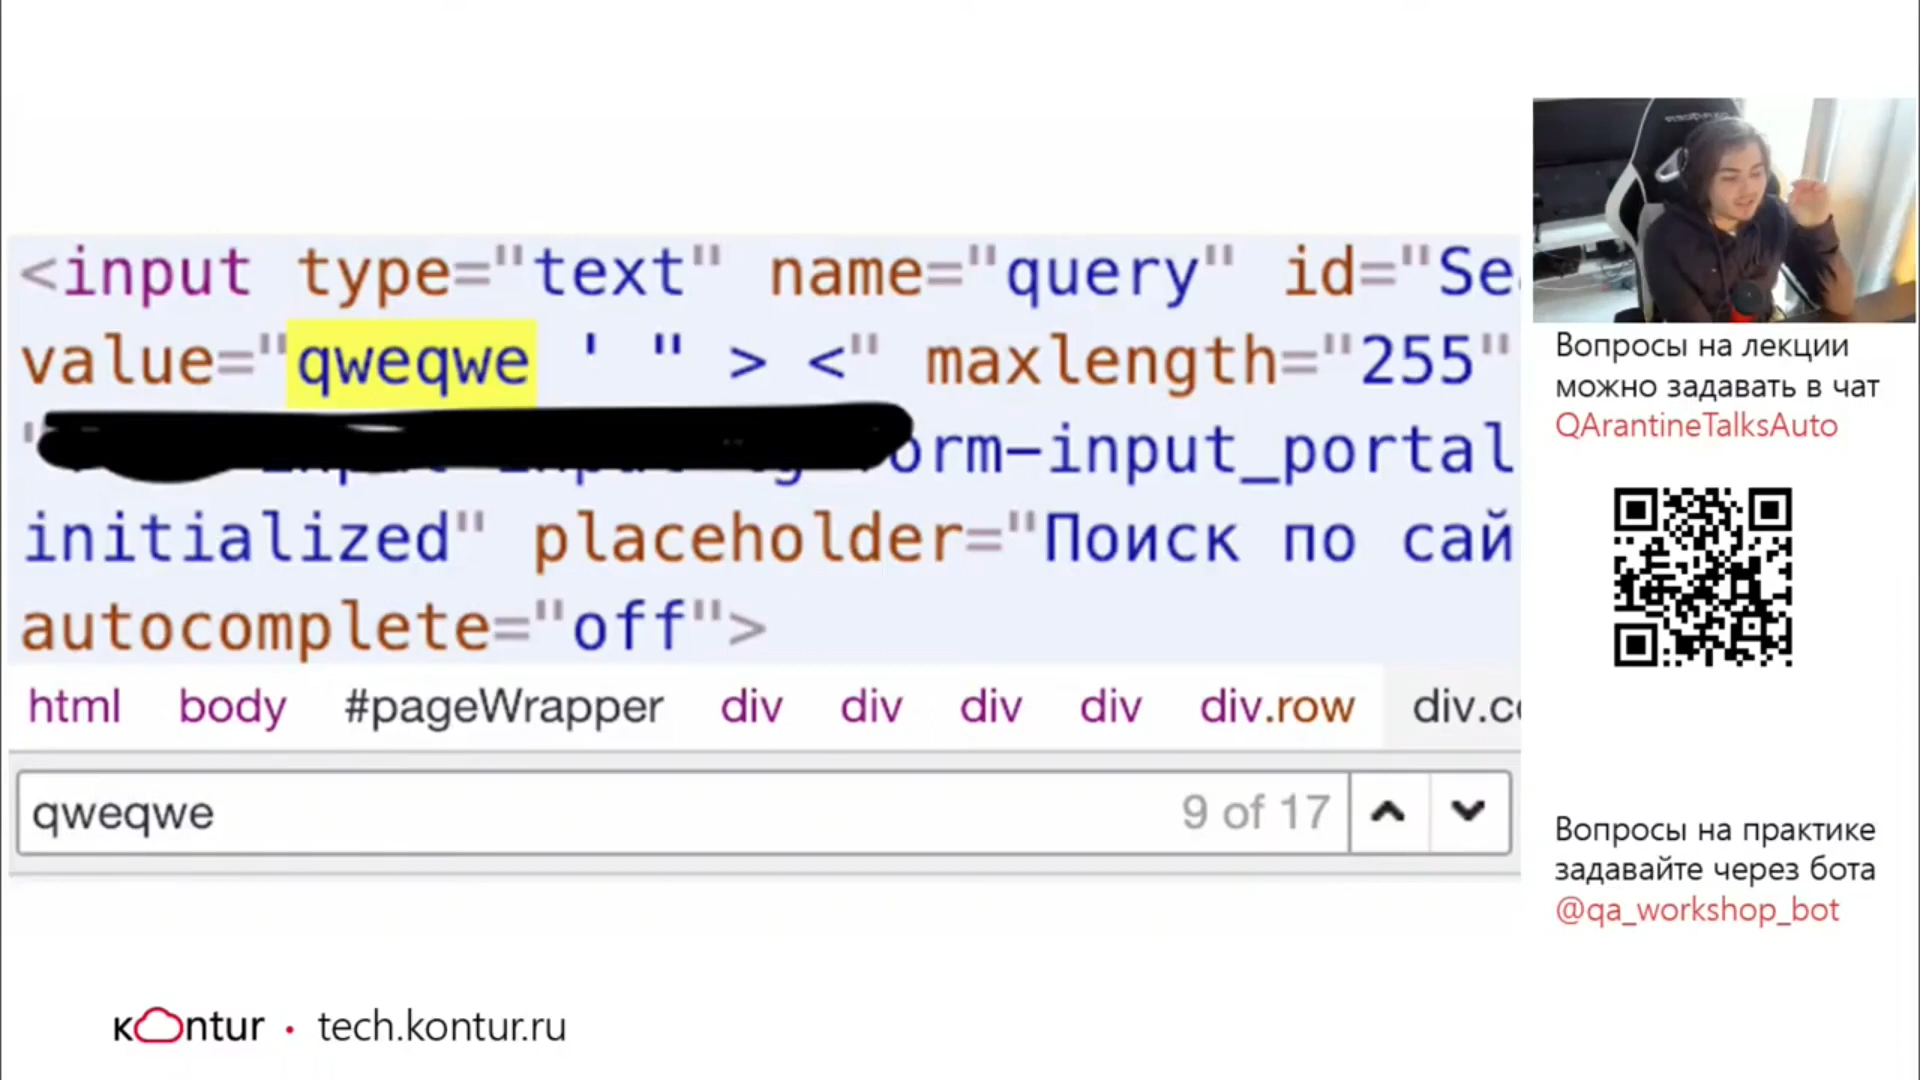 <input type="text" name="query" id="Se
value="qweqwe ' " > <" maxlength="255"
orm-input_portal
initialized" placeholder="Поиск по сай
autocomplete="off">
html body #pageWrapper div div div div div.row div.c
qweqwe 9 of 17
Вопросы на лекции
можно задавать в чат
QArantineTalksAuto
Вопросы на практике
задавайте через бота
@qa_workshop_bot
кontur • tech.kontur.ru